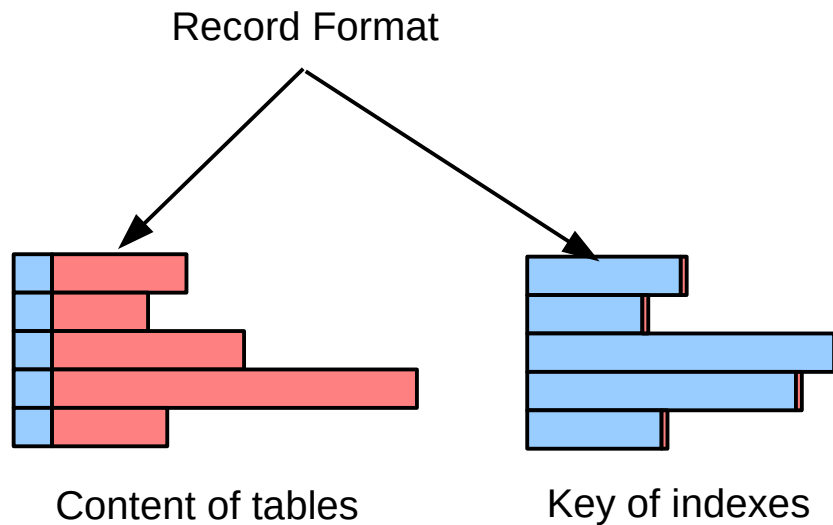 Record Format
Content of tables
Key of indexes